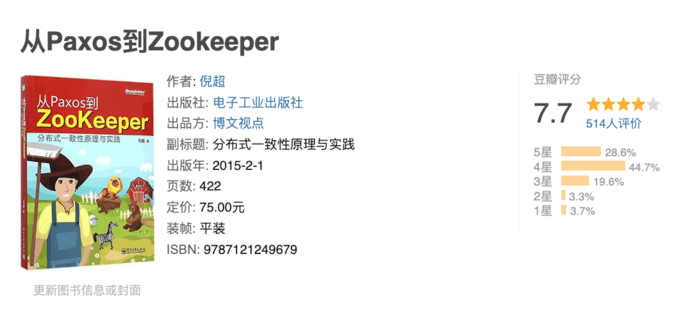 从Paxos到Zookeeper
Broadview
从Paxos到
ZooKeeper
分布式一致性原理与实践
倪超 著
更新图书信息或封面
作者: 倪超
出版社: 电子工业出版社
出品方: 博文视点
副标题: 分布式一致性原理与实践
出版年: 2015-2-1
页数: 422
定价: 75.00元
装帧: 平装
ISBN: 9787121249679
豆瓣评分
7.7
514人评价
5星 28.6%
4星 44.7%
3星 19.6%
2星 3.3%
1星 3.7%